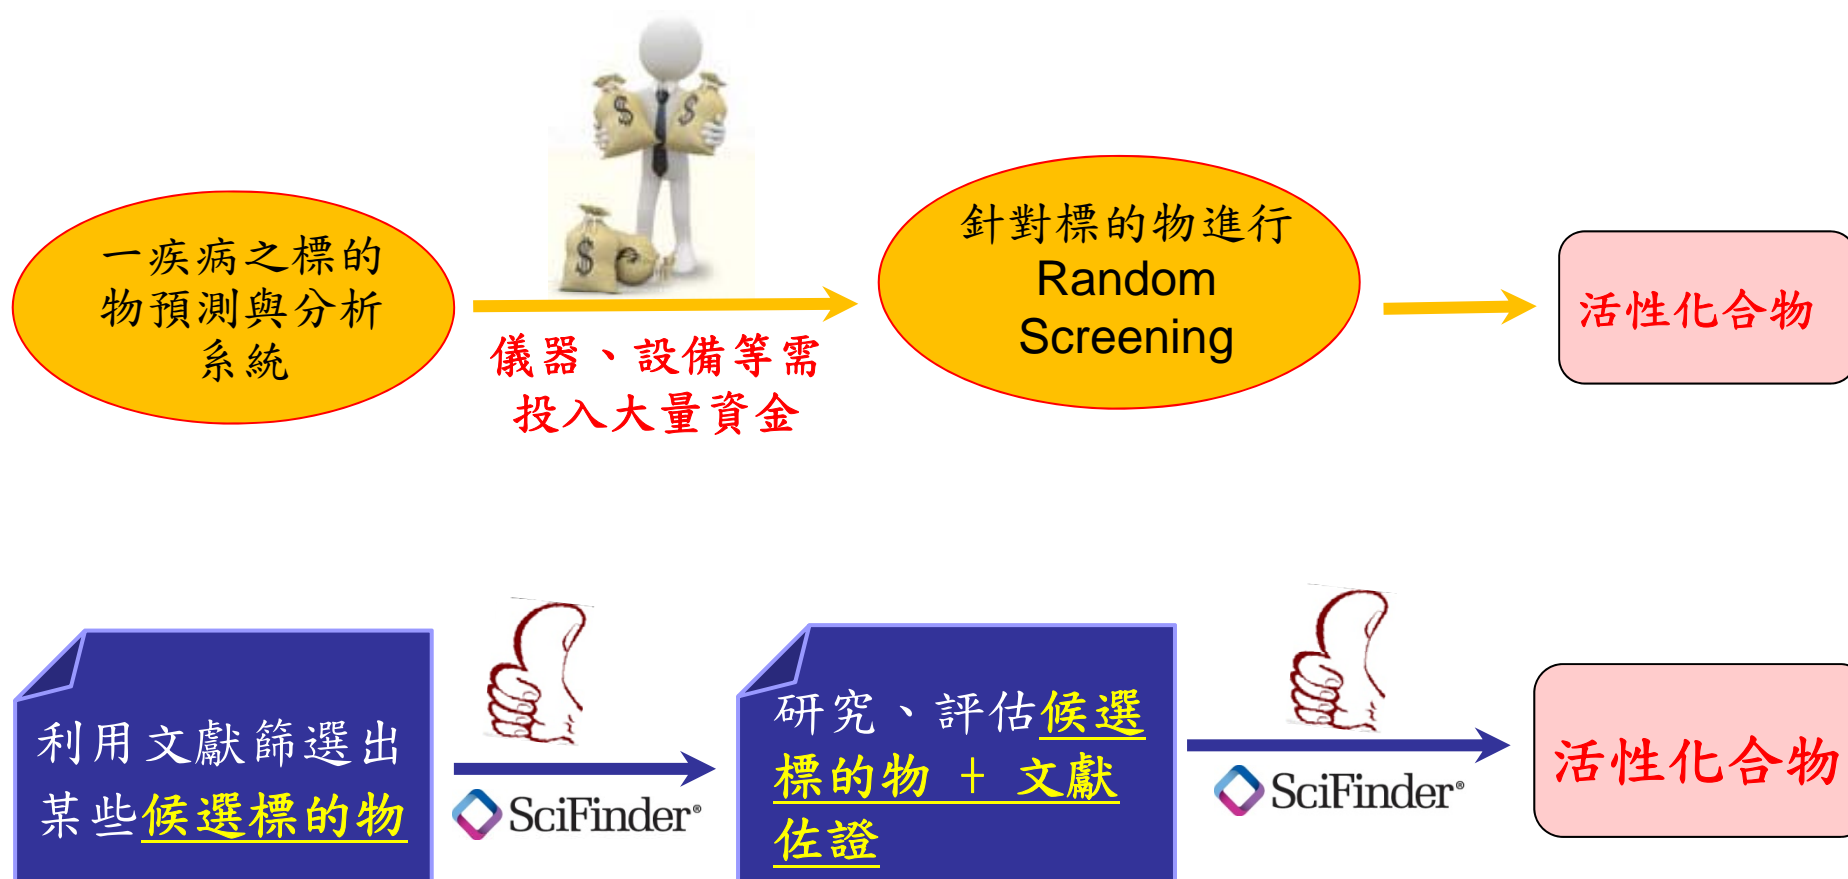 一疾病之標的
物預測與分析
系統
$ $
$
儀器、設備等需
投入大量資金
針對標的物進行
Random
Screening
活性化合物
利用文獻篩選出
某些候選標的物
SciFinder®
研究、評估候選
標的物 + 文獻
佐證
SciFinder®
活性化合物